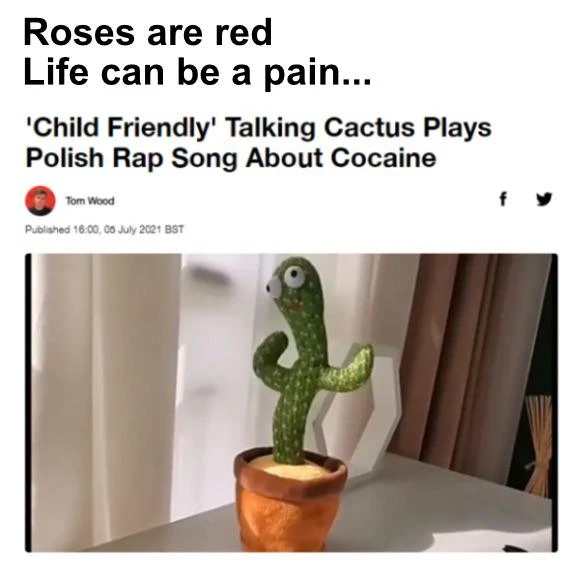 Roses are red
Life can be a pain...
'Child Friendly' Talking Cactus Plays
Polish Rap Song About Cocaine
Tom Wood
f
Published 16:00, 05 July 2021 BST